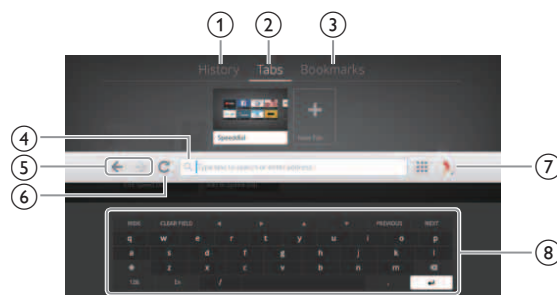 1 2 3
History Tabs Bookmarks
Speeddial
4
5
6
7
Type text to search or enter address
HIDE CLEAR FIELD PREVIOUS NEXT
q w e r t y u i o p
a s d f g h j k l
z x c v b n m
123. /
8